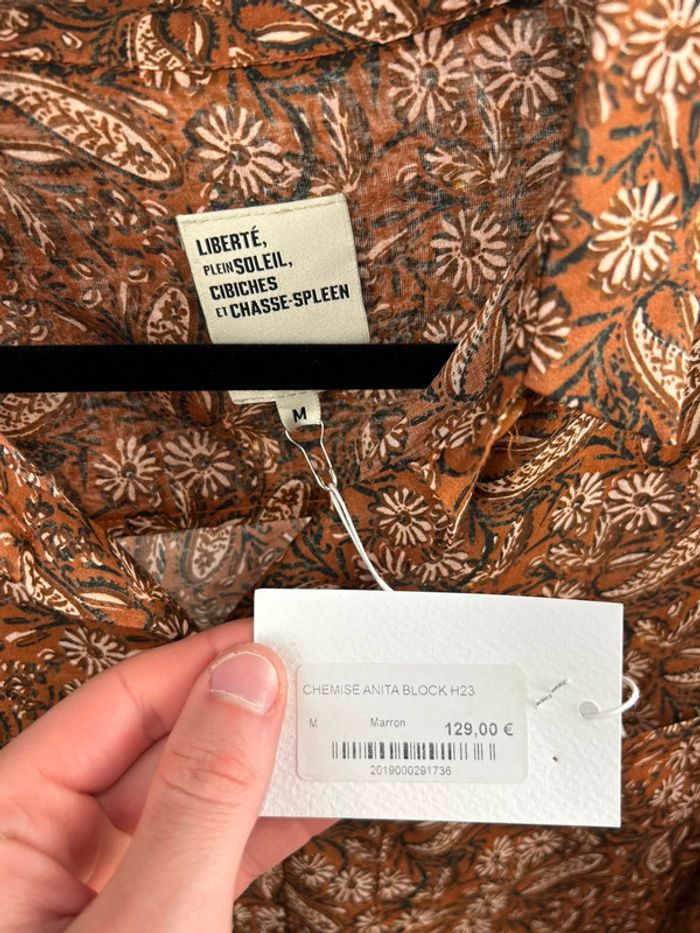 LIBERTÉ,
PLEIN SOLEIL,
CIBICHES
ET CHASSE-SPLEEN
M
CHEMISE ANITA BLOCK H23
M Marron 129,00 €
2019000291736